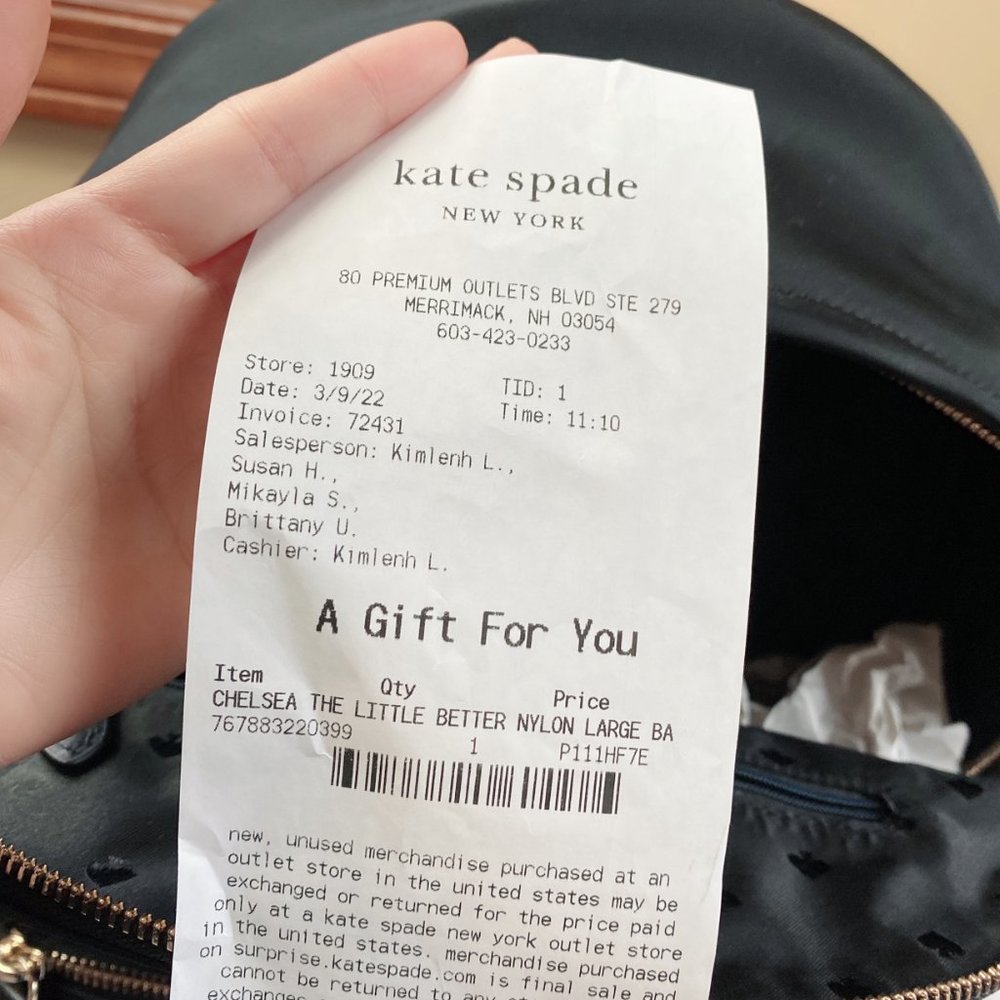 kate spade
NEW YORK
80 PREMIUM OUTLETS BLVD STE 279
MERRIMACK, NH 03054
603-423-0233
Store: 1909 TID: 1
Date: 3/9/22 Time: 11:10
Invoice: 72431
Salesperson: Kimlenh L.,
Susan H.,
Mikayla S.,
Brittany U.
Cashier: Kimlenh L.
A Gift For You
Item Qty Price
CHELSEA THE LITTLE BETTER NYLON LARGE BA
767883220399 1 P111HF7E
new, unused merchandise purchased at an
outlet store in the united states may be
exchanged or returned for the price paid
only at a kate spade new york outlet store
in the united states. merchandise purchased
on surprise.katespade.com is final sale and
cannot be returned to any